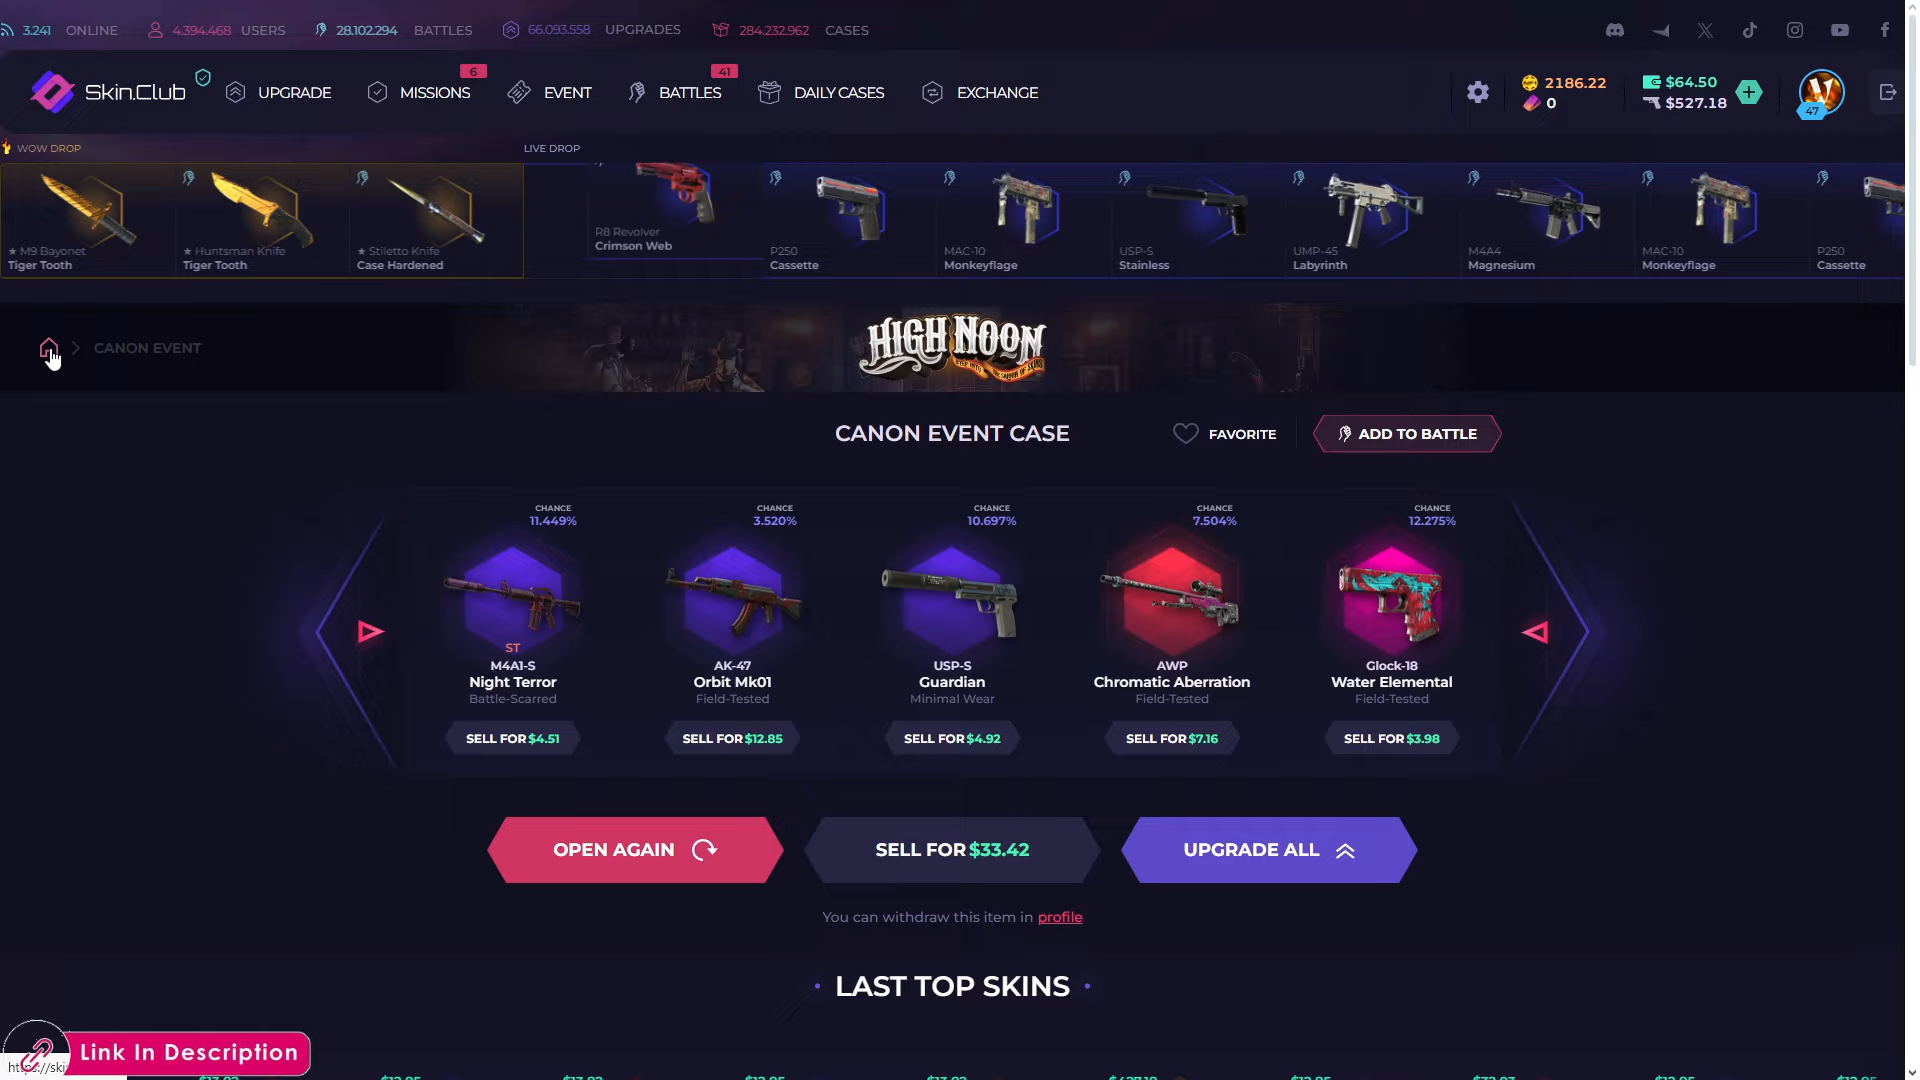 3.241 ONLINE 4.394.468 USERS 28.102.294 BATTLES 66.093.558 UPGRADES 284.232.962 CASES
Skin.Club UPGRADE 6 MISSIONS EVENT 41 BATTLES DAILY CASES EXCHANGE 2186.22 0 $64.50 $527.18 47
WOW DROP LIVE DROP
★ M9 Bayonet
Tiger Tooth
★ Huntsman Knife
Tiger Tooth
★ Stiletto Knife
Case Hardened
R8 Revolver
Crimson Web
P250
Cassette
MAC-10
Monkeyflage
USP-S
Stainless
UMP-45
Labyrinth
M4A4
Magnesium
MAC-10
Monkeyflage
P250
Cassette
CANON EVENT
HIGH NOON
CANON EVENT CASE FAVORITE ADD TO BATTLE
CHANCE
11.449%
ST
M4A1-S
Night Terror
Battle-Scarred
SELL FOR $4.51
CHANCE
3.520%
AK-47
Orbit Mk01
Field-Tested
SELL FOR $12.85
CHANCE
10.697%
USP-S
Guardian
Minimal Wear
SELL FOR $4.92
CHANCE
7.504%
AWP
Chromatic Aberration
Field-Tested
SELL FOR $7.16
CHANCE
12.275%
Glock-18
Water Elemental
Field-Tested
SELL FOR $3.98
OPEN AGAIN SELL FOR $33.42 UPGRADE ALL
You can withdraw this item in profile
LAST TOP SKINS
Link In Description